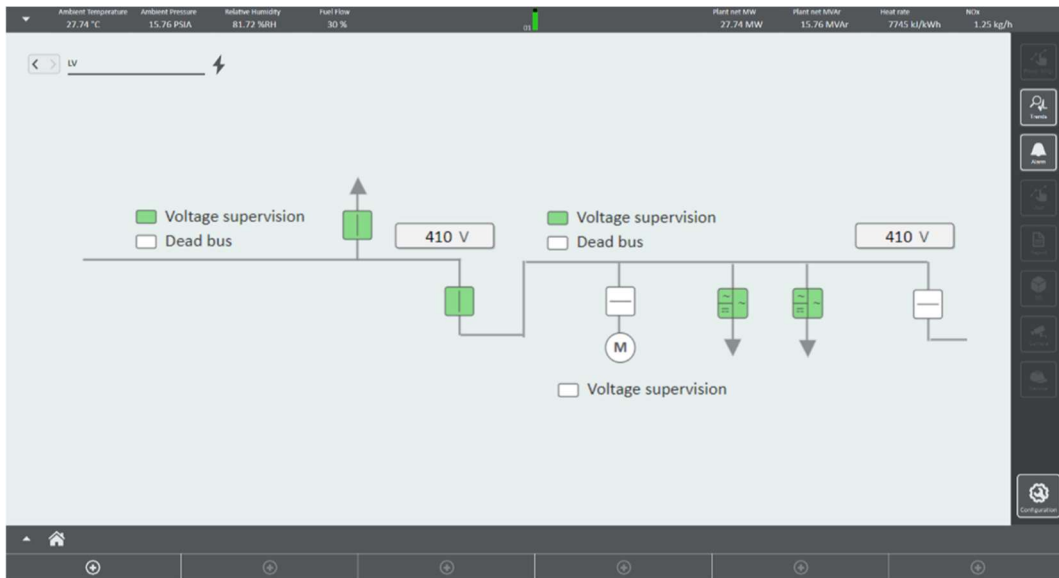 Ambient Temperature Ambient Pressure Relative Humidity Fuel Flow Plant net MW Plant net MVAr Heat rate NOx
27.74 °C 15.76 PSIA 81.72 %RH 30 % 01 27.74 MW 15.76 MVAr 7745 kJ/kWh 1.25 kg/h
LV
Trends
Alarm
Voltage supervision
Dead bus
410 V
Voltage supervision
Dead bus
410 V
M
Voltage supervision
Configuration